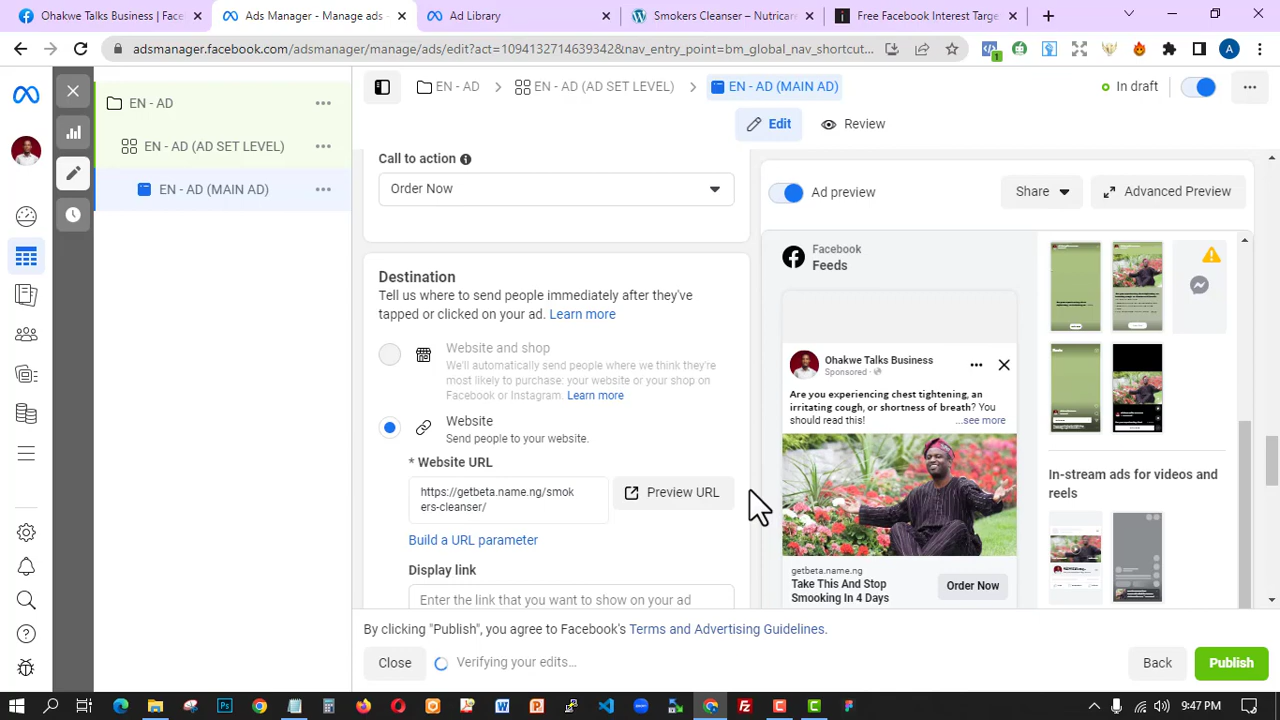 Ohakwe Talks Business | Face
Ads Manager - Manage ads -
Ad Library
Smokers Cleanser – Nutricare
Free Facebook Interest Targe
adsmanager.facebook.com/adsmanager/manage/ads/edit?act=1094132714639342&nav_entry_point=bm_global_nav_shortcut...
1
A
EN - AD
EN - AD (AD SET LEVEL)
EN - AD (MAIN AD)
EN - AD
EN - AD (AD SET LEVEL)
EN - AD (MAIN AD)
In draft
Edit
Review
Call to action
Order Now
Destination
Tell us where to send people immediately after they've
tapped or clicked on your ad. Learn more
Website and shop
We'll automatically send people where we think they're
most likely to purchase: your website or your shop on
Facebook or Instagram. Learn more
Website
Send people to your website.
* Website URL
https://getbeta.name.ng/smok
ers-cleanser/
Preview URL
Build a URL parameter
Display link
Enter the link that you want to show on your ad
Ad preview
Share
Advanced Preview
Facebook
Feeds
Ohakwe Talks Business
Sponsored ·
Are you experiencing chest tightening, an
irritating cough, or shortness of breath? You
should read this!
...see more
getbeta.name.ng
Take This And Stop
Smooking In 4 Days
Order Now
In-stream ads for videos and
reels
By clicking "Publish", you agree to Facebook's Terms and Advertising Guidelines.
Close
Verifying your edits...
Back
Publish
9:47 PM